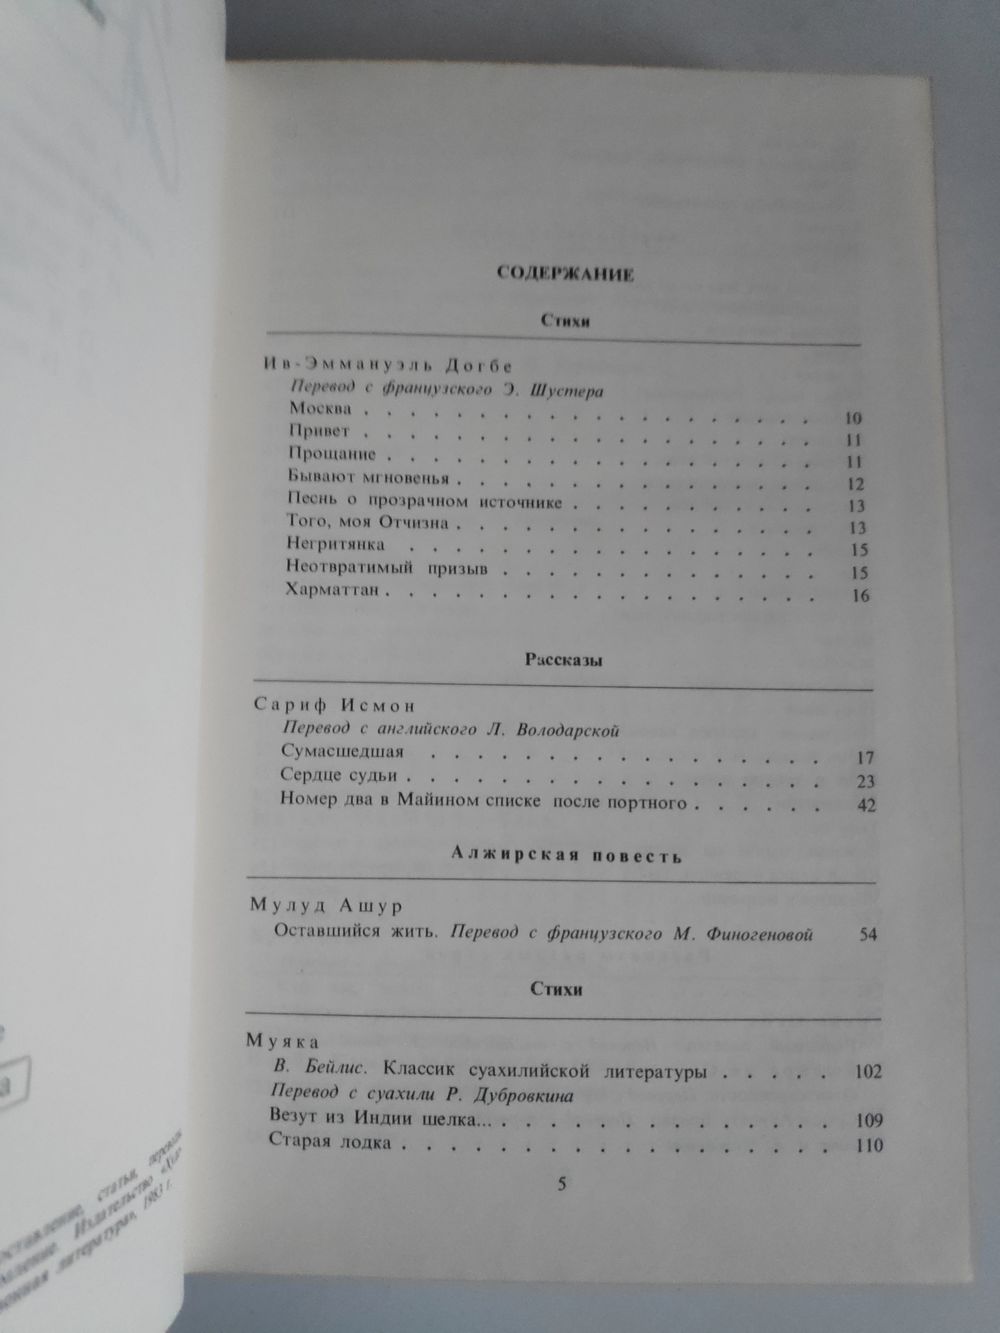 СОДЕРЖАНИЕ
Стихи
Ив-Эммануэль Догбе
Перевод с французского Э. Шустера
Москва . . . . . . . . . . . . . . . . . . . . 10
Привет . . . . . . . . . . . . . . . . . . . . 11
Прощание . . . . . . . . . . . . . . . . . . . 11
Бывают мгновенья . . . . . . . . . . . . . . . . 12
Песнь о прозрачном источнике . . . . . . . . . . . 13
Того, моя Отчизна . . . . . . . . . . . . . . . . 13
Негритянка . . . . . . . . . . . . . . . . . . 15
Неотвратимый призыв . . . . . . . . . . . . . . 15
Харматтан . . . . . . . . . . . . . . . . . . . 16
Рассказы
Сариф Исмон
Перевод с английского Л. Володарской
Сумасшедшая . . . . . . . . . . . . . . . . . 17
Сердце судьи . . . . . . . . . . . . . . . . . . 23
Номер два в Майином списке после портного . . . . . . 42
Алжирская повесть
Мулуд Ашур
Оставшийся жить. Перевод с французского М. Финогеновой 54
Стихи
Муяка
В. Бейлис. Классик суахилийской литературы . . . . . 102
Перевод с суахили Р. Дубровкина
Везут из Индии шелка... . . . . . . . . . . . . . . 109
Старая лодка . . . . . . . . . . . . . . . . . . 110
5
статьи,
Издательство
литература», 1983 г.